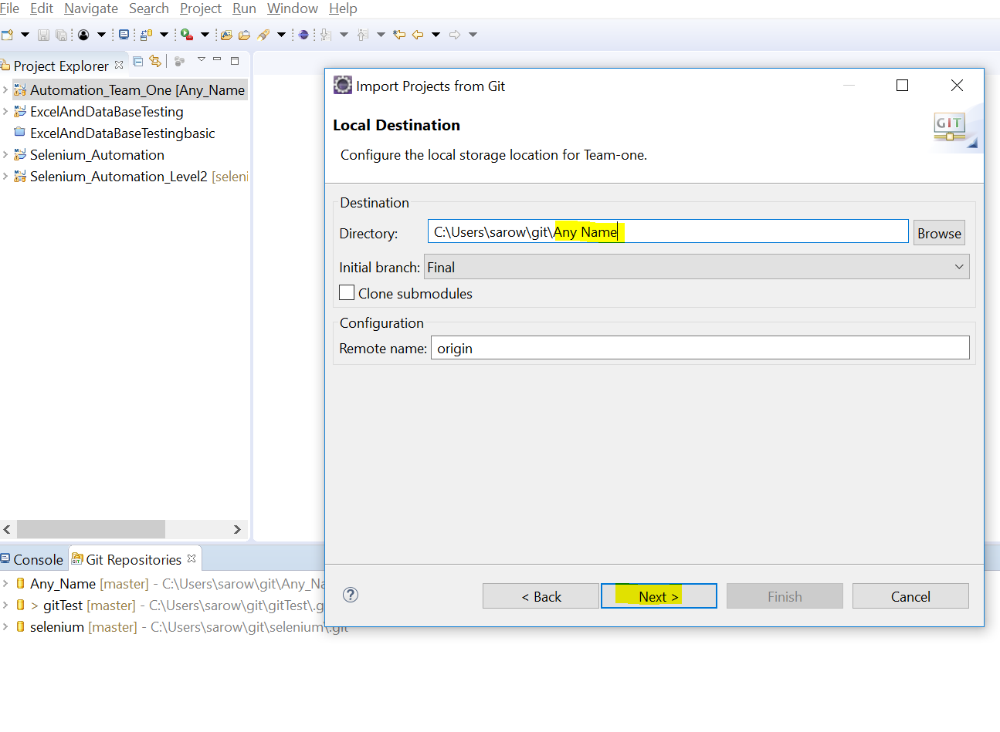 File Edit Navigate Search Project Run Window Help
Project Explorer
Automation_Team_One [Any_Name
ExcelAndDataBaseTesting
ExcelAndDataBaseTestingbasic
Selenium_Automation
Selenium_Automation_Level2 [seleni
Import Projects from Git
Local Destination
Configure the local storage location for Team-one.
GIT
Destination
Directory: C:\Users\sarow\git\Any Name Browse
Initial branch: Final
Clone submodules
Configuration
Remote name: origin
? < Back Next > Finish Cancel
Console Git Repositories
Any_Name [master] - C:\Users\sarow\git\Any_Na
> gitTest [master] - C:\Users\sarow\git\gitTest\.g
selenium [master] - C:\Users\sarow\git\selenium\.git